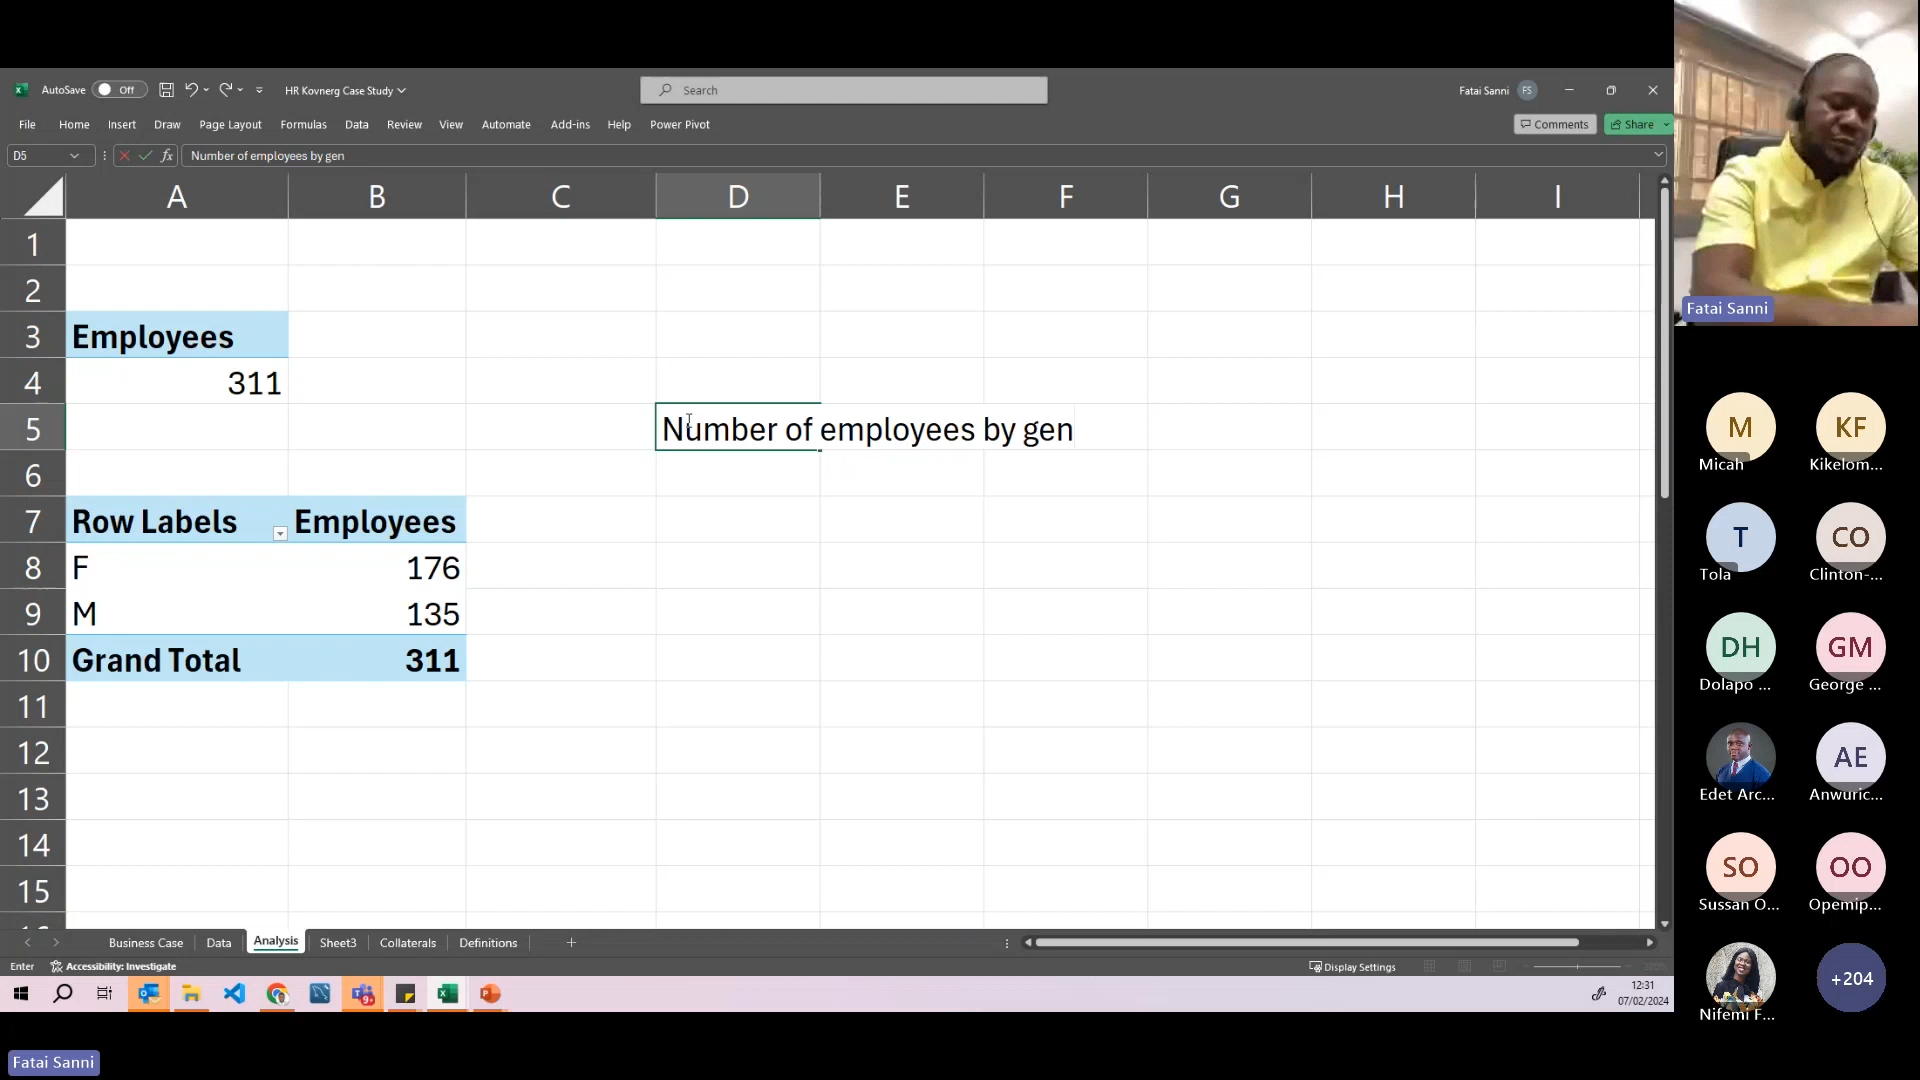 AutoSave Off HR Kovnerg Case Study Search Fatai Sanni FS
File Home Insert Draw Page Layout Formulas Data Review View Automate Add-ins Help Power Pivot Comments Share
D5 fx Number of employees by gen
A B C D E F G H I
1
2
3 Employees
4 311
5 Number of employees by gen
6
7 Row Labels Employees
8 F 176
9 M 135
10 Grand Total 311
11
12
13
14
15
Business Case Data Analysis Sheet3 Collaterals Definitions
Enter Accessibility: Investigate Display Settings
12:31
07/02/2024
Fatai Sanni
Fatai Sanni
M KF
Micah Kikelom...
T CO
Tola Clinton-...
DH GM
Dolapo ... George ...
AE
Edet Arc... Anwuric...
SO OO
Sussan O... Opemip...
+204
Nifemi F...